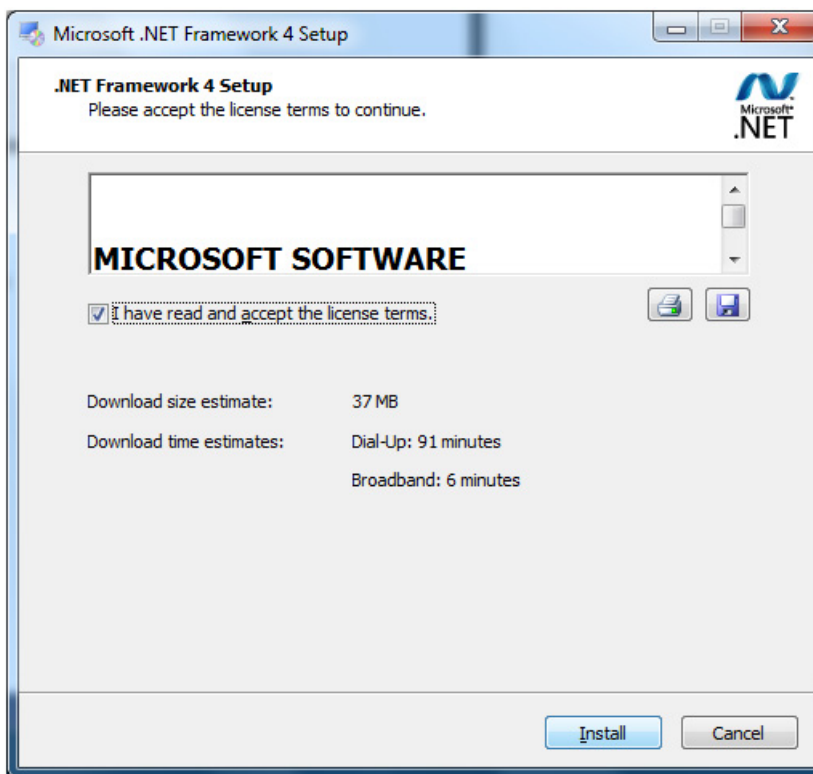 Microsoft .NET Framework 4 Setup
.NET Framework 4 Setup
Please accept the license terms to continue.
Microsoft®
.NET
MICROSOFT SOFTWARE
I have read and accept the license terms.
Download size estimate: 37 MB
Download time estimates: Dial-Up: 91 minutes
Broadband: 6 minutes
Install Cancel